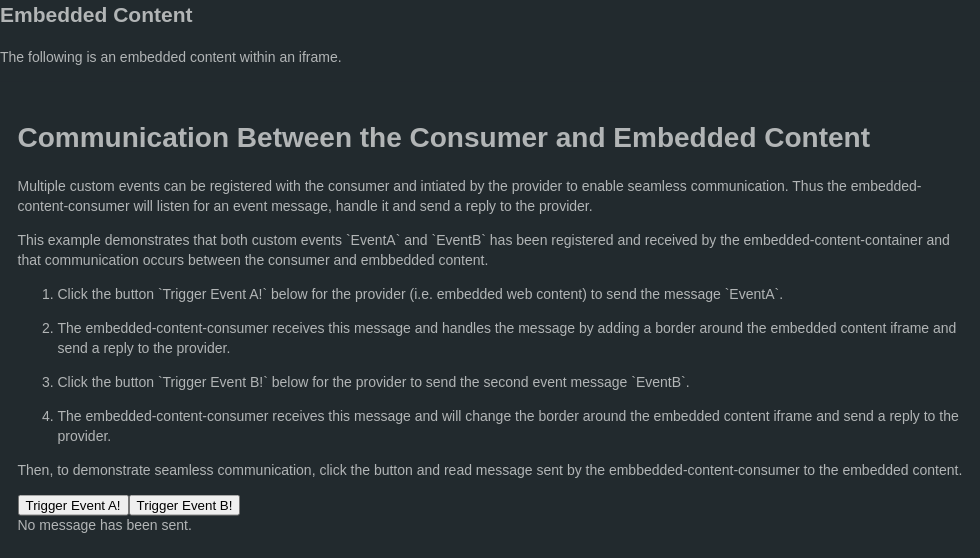 Embedded Content
The following is an embedded content within an iframe.
Communication Between the Consumer and Embedded Content
Multiple custom events can be registered with the consumer and intiated by the provider to enable seamless communication. Thus the embedded-
content-consumer will listen for an event message, handle it and send a reply to the provider.
This example demonstrates that both custom events `EventA` and `EventB` has been registered and received by the embedded-content-container and
that communication occurs between the consumer and embbedded content.
1. Click the button `Trigger Event A!` below for the provider (i.e. embedded web content) to send the message `EventA`.
2. The embedded-content-consumer receives this message and handles the message by adding a border around the embedded content iframe and
send a reply to the provider.
3. Click the button `Trigger Event B!` below for the provider to send the second event message `EventB`.
4. The embedded-content-consumer receives this message and will change the border around the embedded content iframe and send a reply to the
provider.
Then, to demonstrate seamless communication, click the button and read message sent by the embbedded-content-consumer to the embedded content.
Trigger Event A! Trigger Event B!
No message has been sent.